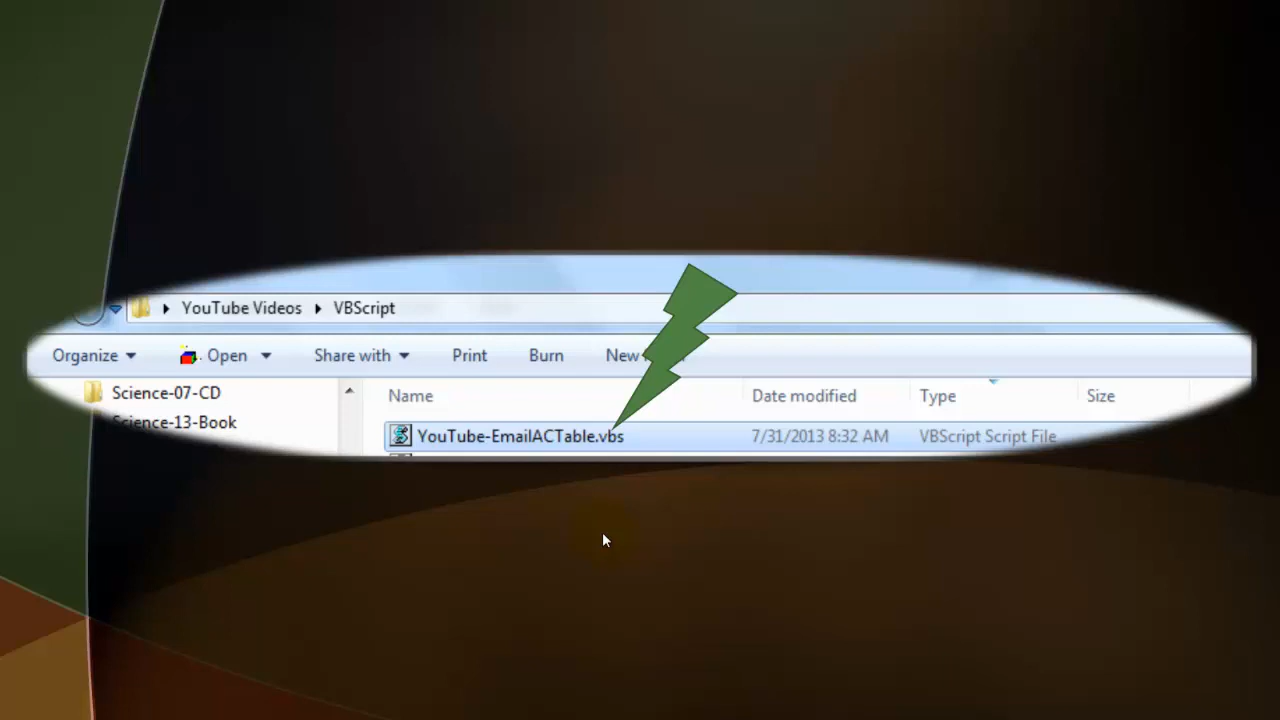 YouTube Videos VBScript
Organize Open Share with Print Burn New
Science-07-CD Name Date modified Type Size
Science-13-Book
YouTube-EmailACTable.vbs 7/31/2013 8:32 AM VBScript Script File